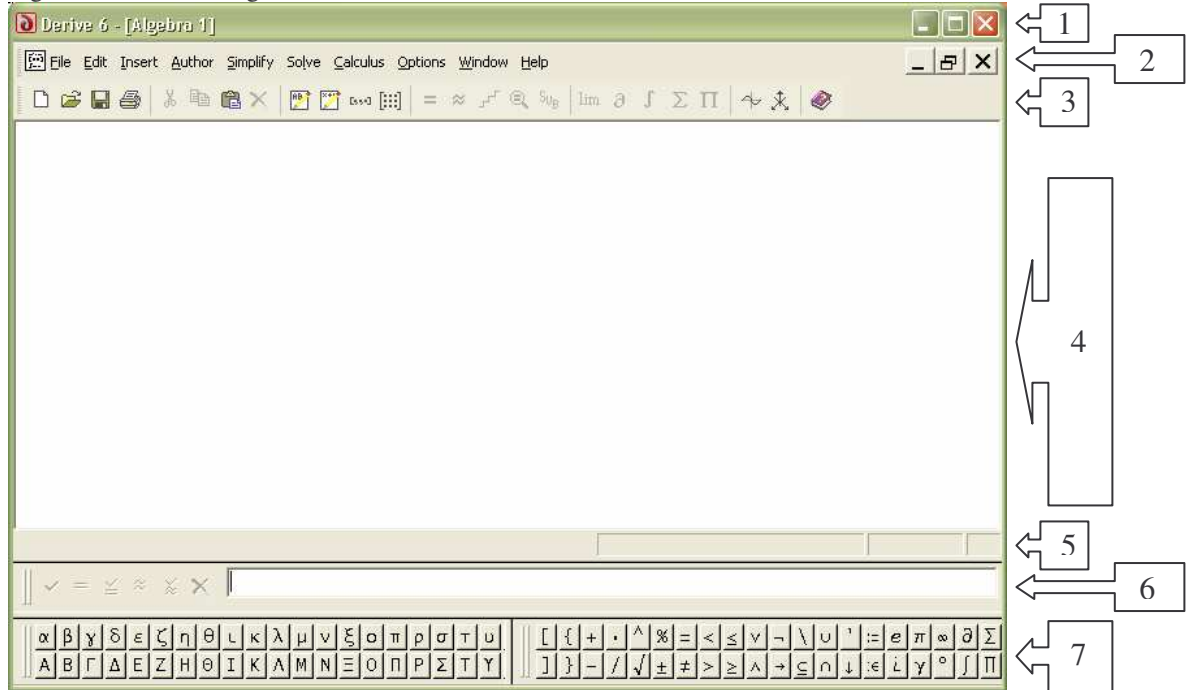 Derive 6 - [Algebra 1]
1
File Edit Insert Author Simplify Solve Calculus Options Window Help
2
lim ∂ ∫ Σ Π
3
4
5
= ≈
6
α β γ δ ε ζ η θ ι κ λ μ ν ξ ο π ρ σ τ υ [ { + · ^ % = < ≤ ∨ ¬ \ ∪ ' := e π ∞ ∂ Σ
Α Β Γ Δ Ε Ζ Η Θ Ι Κ Λ Μ Ν Ξ Ο Π Ρ Σ Τ Υ ] } − / √ ± ≠ > ≥ ∧ → ⊆ ∩ ↓ :∈ i γ ° ∫ Π
7